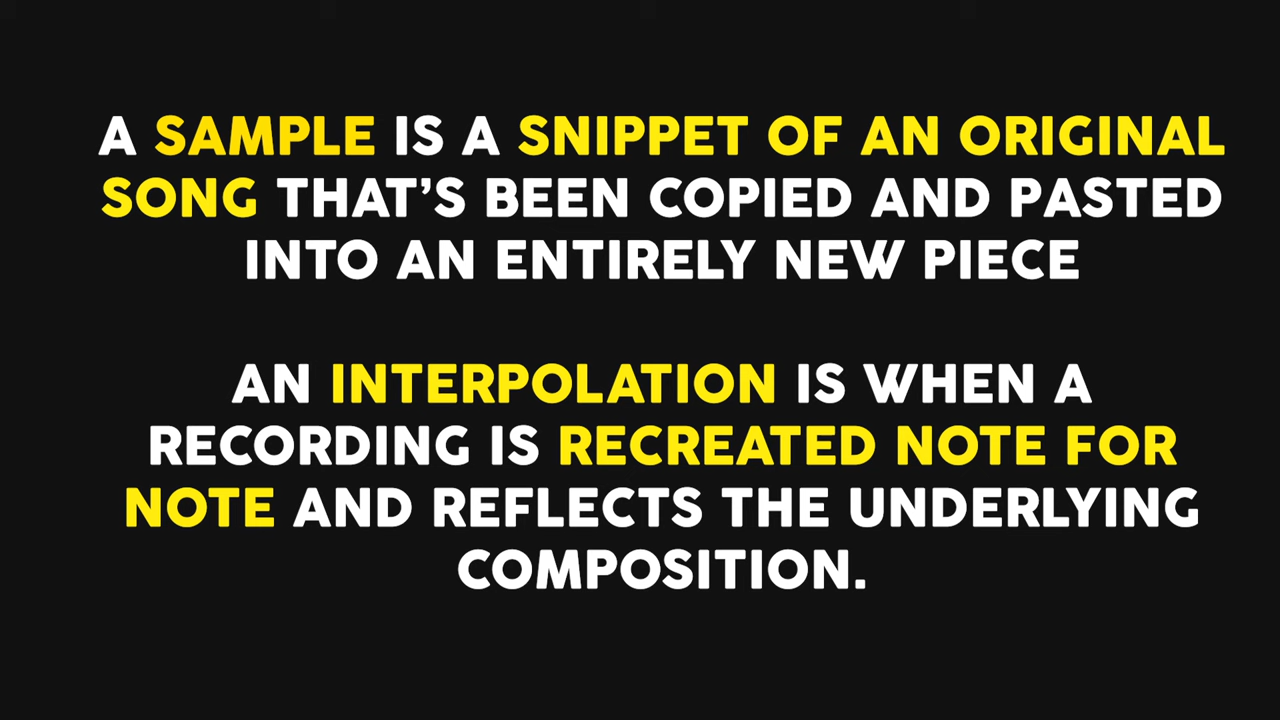 A SAMPLE IS A SNIPPET OF AN ORIGINAL
SONG THAT’S BEEN COPIED AND PASTED
INTO AN ENTIRELY NEW PIECE
AN INTERPOLATION IS WHEN A
RECORDING IS RECREATED NOTE FOR
NOTE AND REFLECTS THE UNDERLYING
COMPOSITION.